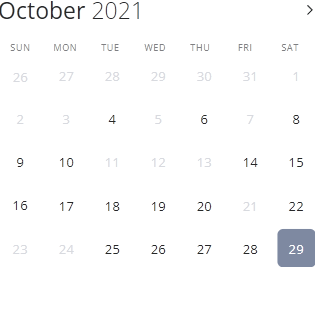 October 2021
SUN MON TUE WED THU FRI SAT
26 27 28 29 30 31 1
2 3 4 5 6 7 8
9 10 11 12 13 14 15
16 17 18 19 20 21 22
23 24 25 26 27 28 29